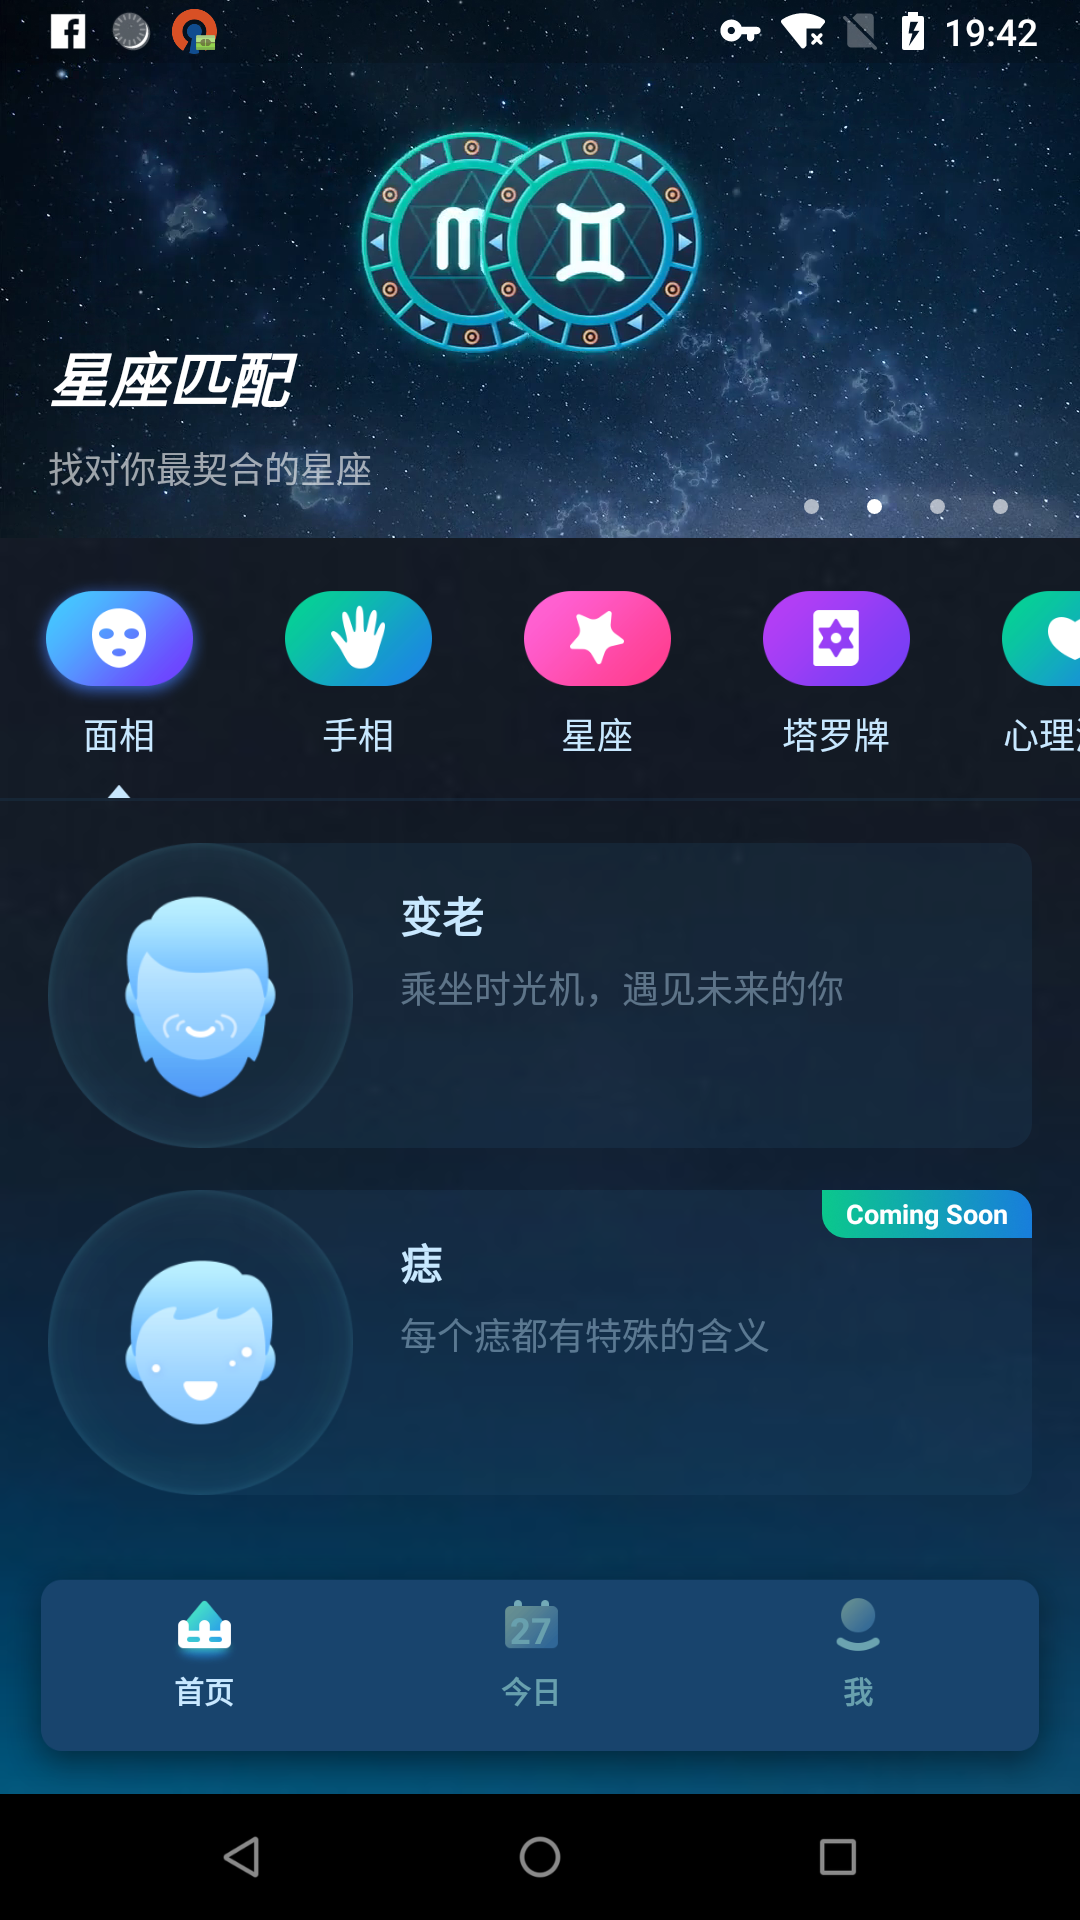 19:42
星座匹配
找对你最契合的星座
面相
手相
星座
塔罗牌
心理
变老
乘坐时光机，遇见未来的你
Coming Soon
痣
每个痣都有特殊的含义
27
首页
今日
我